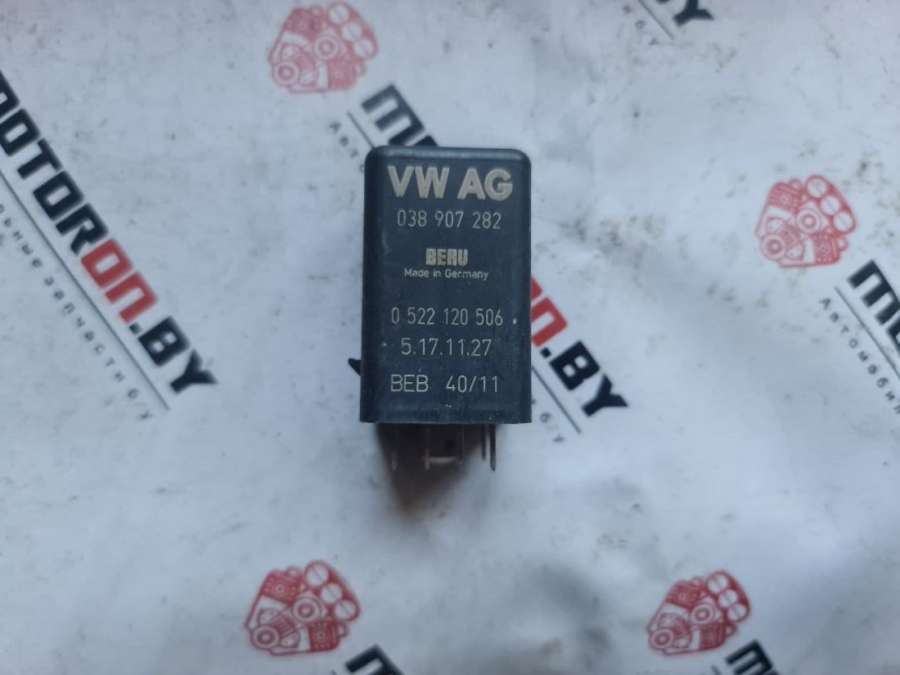 VW AG
038 907 282
BERU
Made in Germany
0 522 120 506
5.17.11.27
BEB 40/11
MOTORON.BY